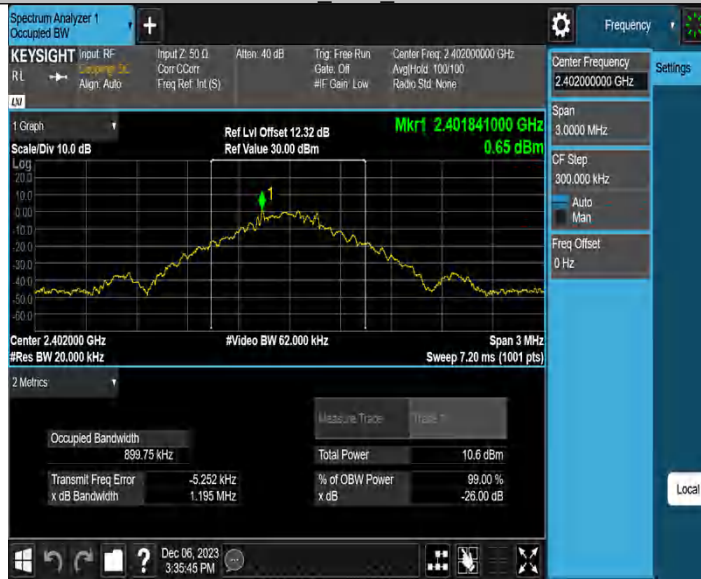 Spectrum Analyzer 1
Occupied BW
+
Frequency
KEYSIGHT Input: RF
RL Coupling: DC
Align: Auto
Input Z: 50 Ω
Corr CCorr
Freq Ref: Int (S)
Atten: 40 dB
Trig: Free Run
Gate: Off
#IF Gain: Low
Center Freq: 2.402000000 GHz
Avg|Hold: 100/100
Radio Std: None
LXI
Center Frequency
2.402000000 GHz
Settings
Span
3.0000 MHz
CF Step
300.000 kHz
Auto
Man
Freq Offset
0 Hz
1 Graph
Scale/Div 10.0 dB
Ref Lvl Offset 12.32 dB
Ref Value 30.00 dBm
Mkr1 2.401841000 GHz
0.65 dBm
Log
20.0
10.0
0.00
-10.0
-20.0
-30.0
-40.0
-50.0
-60.0
1
Center 2.402000 GHz
#Res BW 20.000 kHz
#Video BW 62.000 kHz
Span 3 MHz
Sweep 7.20 ms (1001 pts)
2 Metrics
Measure Trace
Trace 1
Occupied Bandwidth
899.75 kHz
Total Power 10.6 dBm
Transmit Freq Error -5.252 kHz
% of OBW Power 99.00 %
x dB Bandwidth 1.195 MHz
x dB -26.00 dB
Local
?
Dec 06, 2023
3:35:45 PM